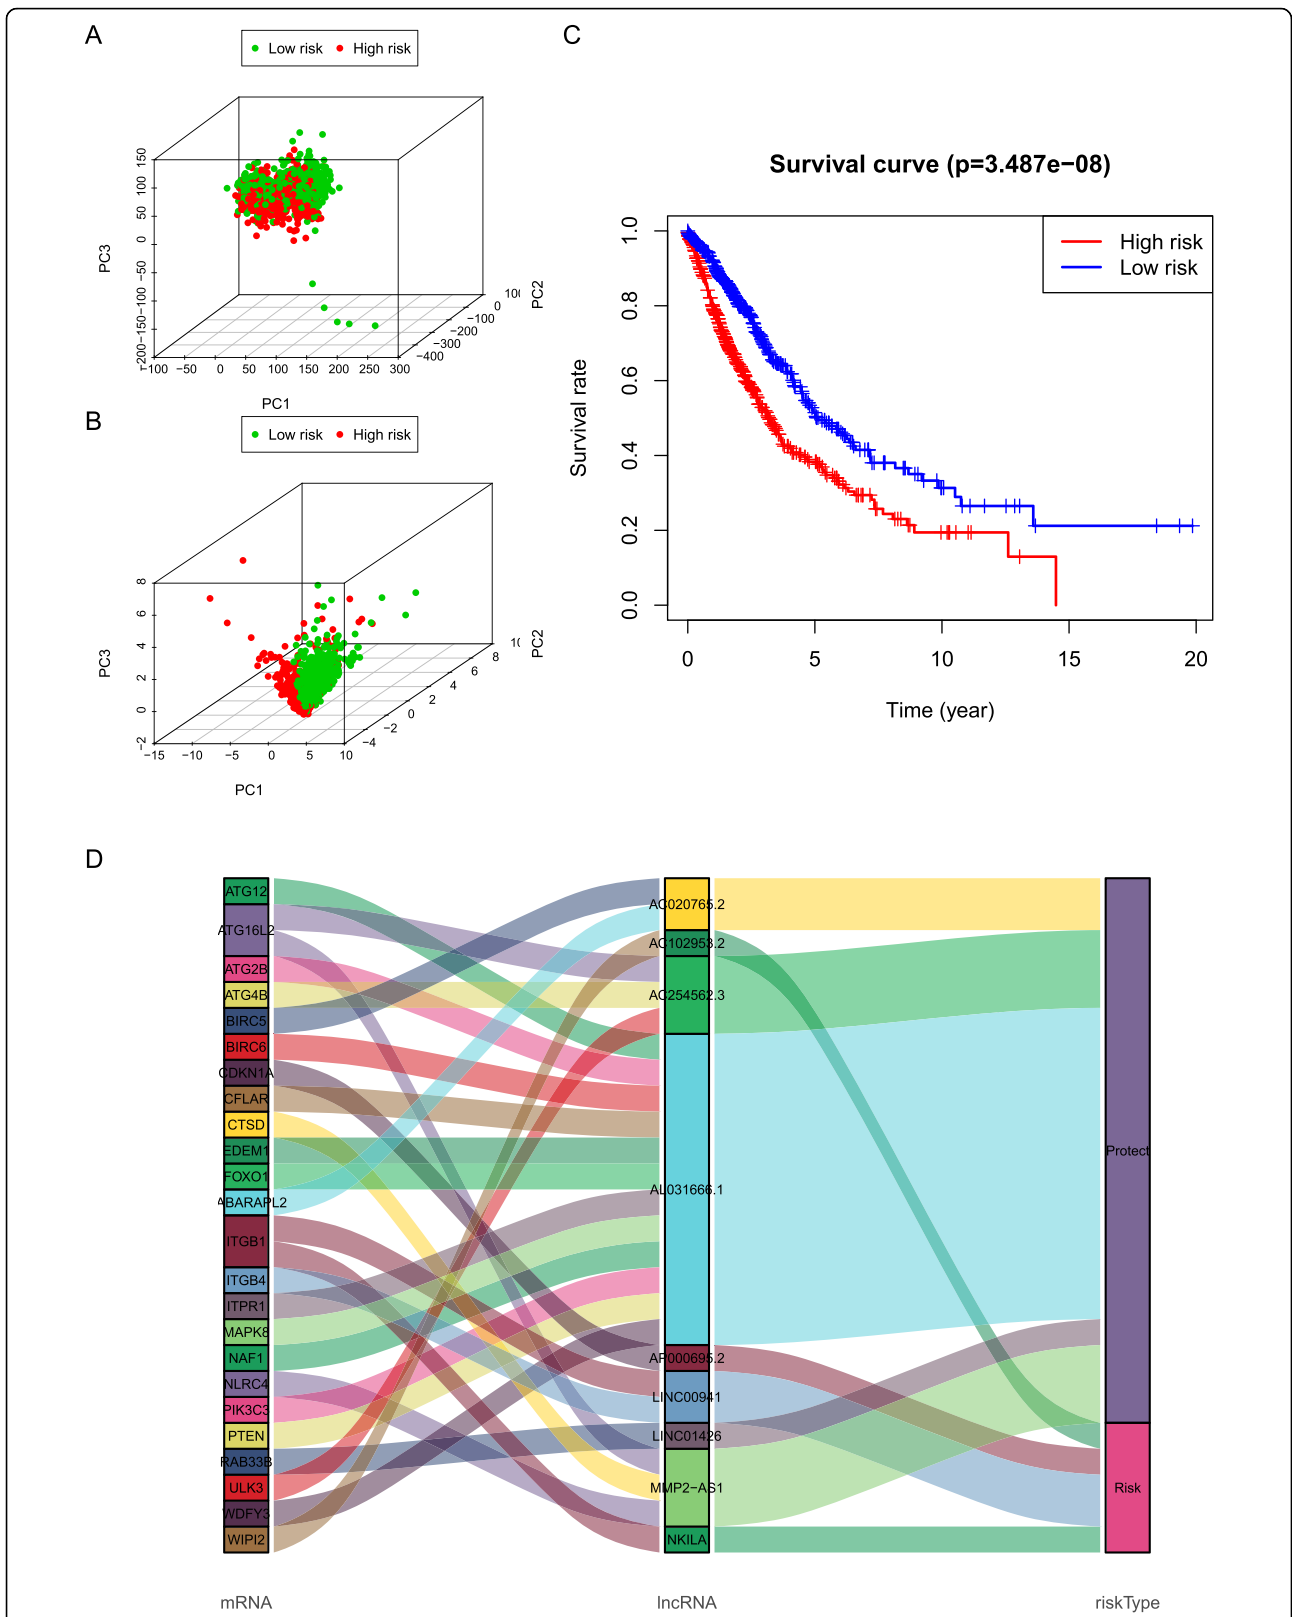 A
Low risk
High risk
PC3
−200
−150
−100
−50
0
50
100
150
−100
−50
0
50
100
150
200
250
300
PC1
−400
−300
−200
−100
0
PC2
B
Low risk
High risk
PC3
−2
0
2
4
6
8
−15
−10
−5
0
5
10
PC1
−4
−2
0
2
4
6
8
PC2
C
Survival curve (p=3.487e−08)
High risk
Low risk
Survival rate
0.0
0.2
0.4
0.6
0.8
1.0
0
5
10
15
20
Time (year)
D
ATG12
ATG16L2
ATG2B
ATG4B
BIRC5
BIRC6
CDKN1A
CFLAR
CTSD
EDEM1
FOXO1
ABARAPL2
ITGB1
ITGB4
ITPR1
MAPK8
NAF1
NLRC4
PIK3C3
PTEN
RAB33B
ULK3
WDFY3
WIPI2
AC020765.2
AC102953.2
AC254562.3
AL031666.1
AP000695.2
LINC00941
LINC01426
MMP2−AS1
NKILA
Protect
Risk
mRNA
lncRNA
riskType